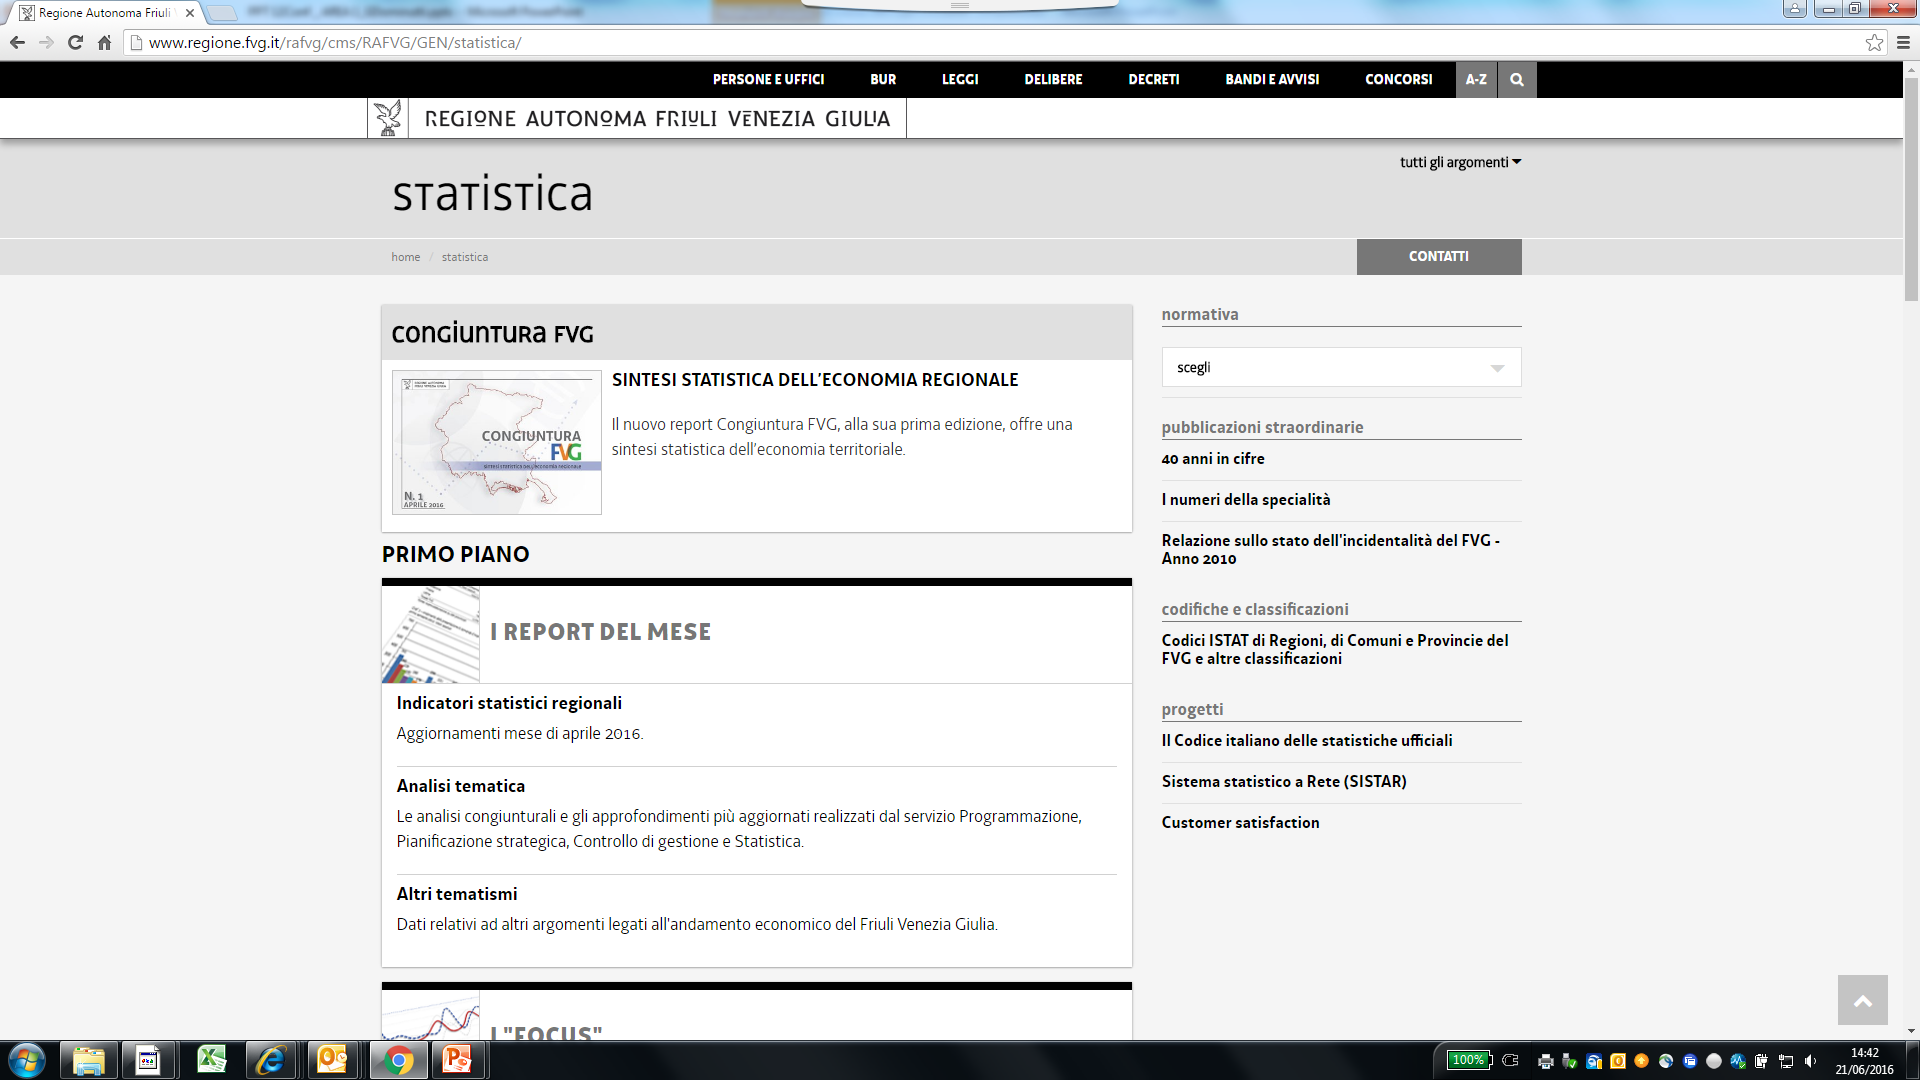 Regione Autonoma Friuli
www.regione.fvg.it/rafvg/cms/RAFVG/GEN/statistica/
PERSONE E UFFICI BUR LEGGI DELIBERE DECRETI BANDI E AVVISI CONCORSI A-Z
REGIONE AUTONOMA FRIULI VENEZIA GIULIA
tutti gli argomenti
statistica
home / statistica
CONTATTI
congiuntura FVG
CONGIUNTURA
FVG
SINTESI STATISTICA DELL'ECONOMIA REGIONALE
N. 1
APRILE 2016
SINTESI STATISTICA DELL'ECONOMIA REGIONALE
Il nuovo report Congiuntura FVG, alla sua prima edizione, offre una
sintesi statistica dell'economia territoriale.
PRIMO PIANO
I REPORT DEL MESE
Indicatori statistici regionali
Aggiornamenti mese di aprile 2016.
Analisi tematica
Le analisi congiunturali e gli approfondimenti più aggiornati realizzati dal servizio Programmazione,
Pianificazione strategica, Controllo di gestione e Statistica.
Altri tematismi
Dati relativi ad altri argomenti legati all'andamento economico del Friuli Venezia Giulia.
I "FOCUS"
normativa
scegli
pubblicazioni straordinarie
40 anni in cifre
I numeri della specialità
Relazione sullo stato dell'incidentalità del FVG -
Anno 2010
codifiche e classificazioni
Codici ISTAT di Regioni, di Comuni e Provincie del
FVG e altre classificazioni
progetti
Il Codice italiano delle statistiche ufficiali
Sistema statistico a Rete (SISTAR)
Customer satisfaction
100%
14:42
21/06/2016